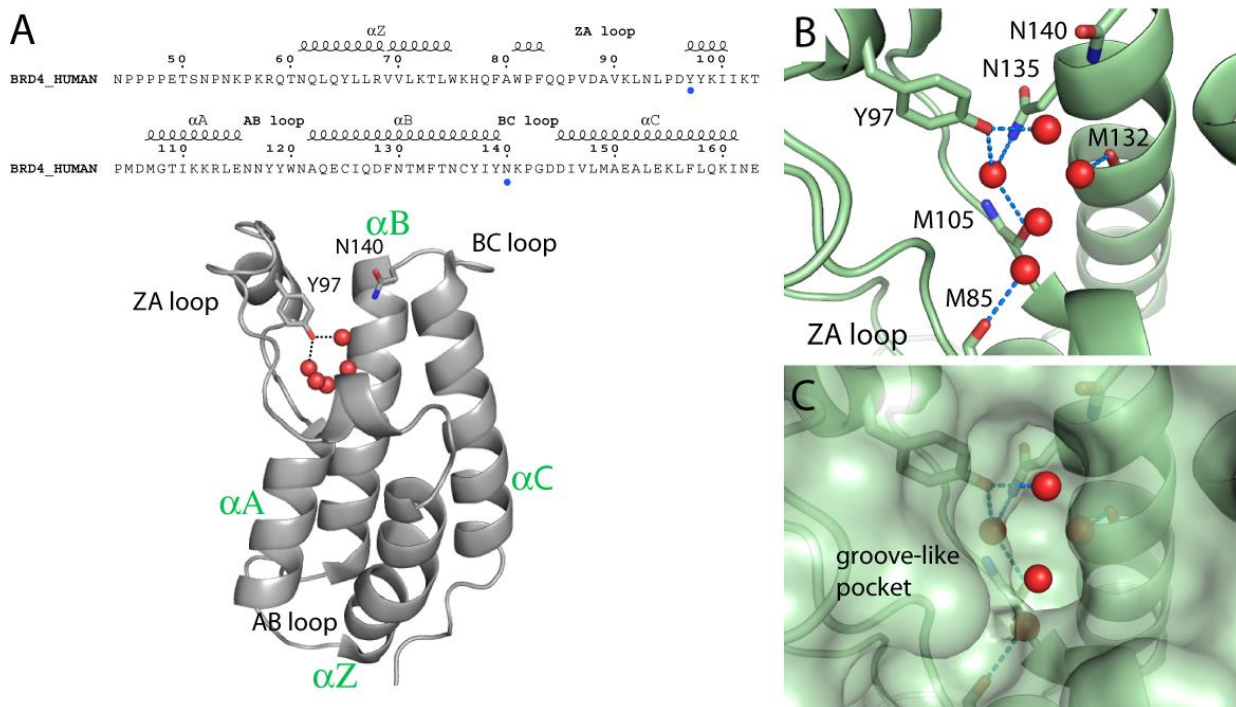 A
αZ ZA loop
50 60 70 80 90 100
BRD4_HUMAN NPPPPETSNPNKPKRQTNQLQYLLRVVLKTLWKHQFAWPFQQPVDAVKLNLPDYYKIIKT
αA AB loop αB BC loop αC
110 120 130 140 150 160
BRD4_HUMAN PMDMGTIKKRLENNYYWNAQECIQDFNTMFTNCYIYNKPGDDIVLMAEALEKLFLQKINE
αB
N140
BC loop
Y97
ZA loop
αA
αC
AB loop
αZ
B
N140
N135
Y97
M132
M105
M85
ZA loop
C
groove-like
pocket